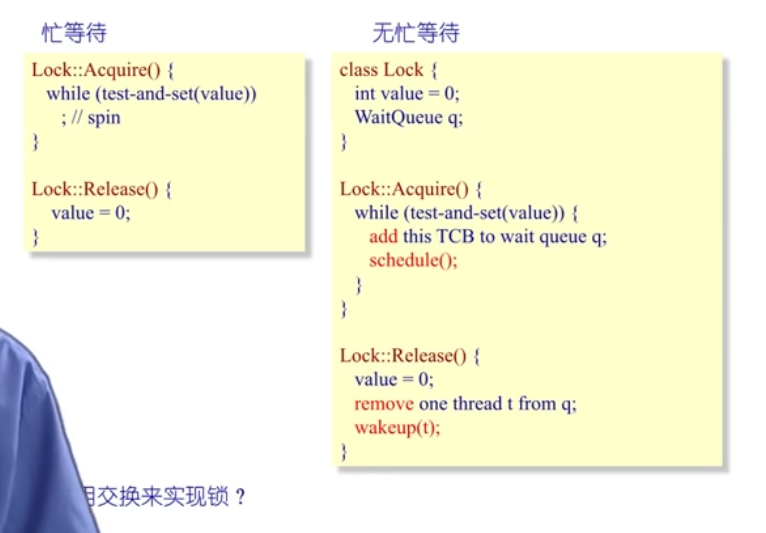 忙等待
Lock::Acquire() {
while (test-and-set(value))
; // spin
}
Lock::Release() {
value = 0;
}
无忙等待
class Lock {
int value = 0;
WaitQueue q;
}
Lock::Acquire() {
while (test-and-set(value)) {
add this TCB to wait queue q;
schedule();
}
}
Lock::Release() {
value = 0;
remove one thread t from q;
wakeup(t);
}
交换来实现锁？